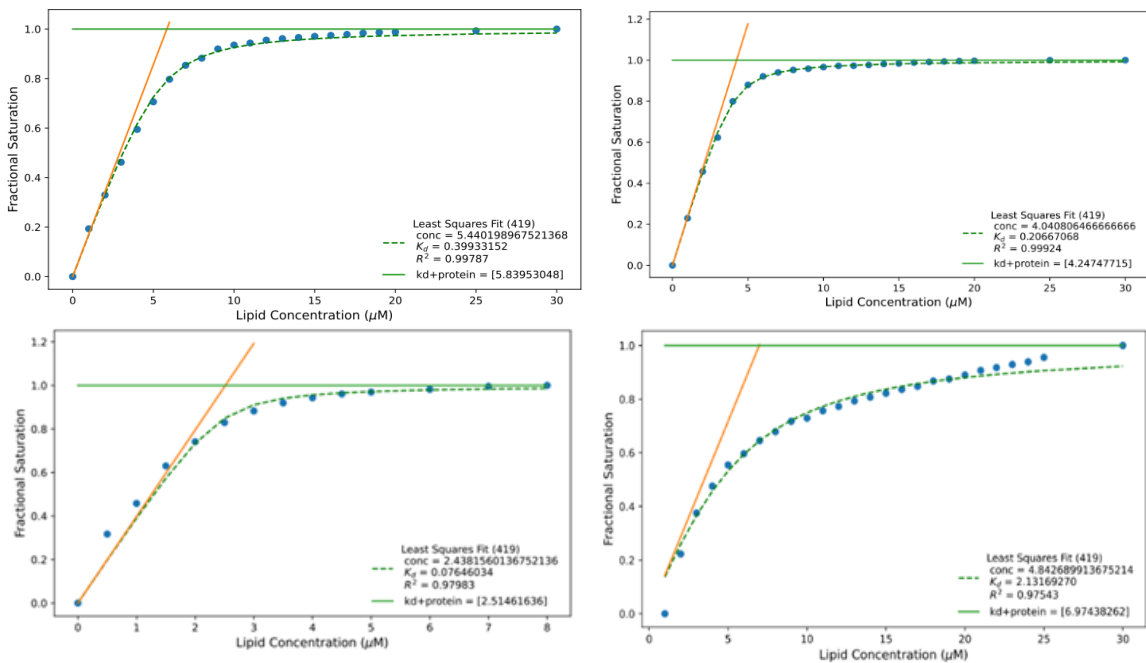 1.0
0.8
0.6
0.4
0.2
0.0
Fractional Saturation
Least Squares Fit (419)
conc = 5.440198967521368
K_d = 0.39933152
R² = 0.99787
kd+protein = [5.83953048]
0 5 10 15 20 25 30
Lipid Concentration (μM)
1.2
1.0
0.8
0.6
0.4
0.2
0.0
Fractional Saturation
Least Squares Fit (419)
conc = 4.040806466666666
K_d = 0.20667068
R² = 0.99924
kd+protein = [4.24747715]
0 5 10 15 20 25 30
Lipid Concentration (μM)
1.2
1.0
0.8
0.6
0.4
0.2
0.0
Fractional Saturation
Least Squares Fit (419)
conc = 2.4381560136752136
K_d = 0.07646034
R² = 0.97983
kd+protein = [2.51461636]
0 1 2 3 4 5 6 7 8
Lipid Concentration (μM)
1.0
0.8
0.6
0.4
0.2
0.0
Fractional Saturation
Least Squares Fit (419)
conc = 4.842689913675214
K_d = 2.13169270
R² = 0.97543
kd+protein = [6.97438262]
0 5 10 15 20 25 30
Lipid Concentration (μM)